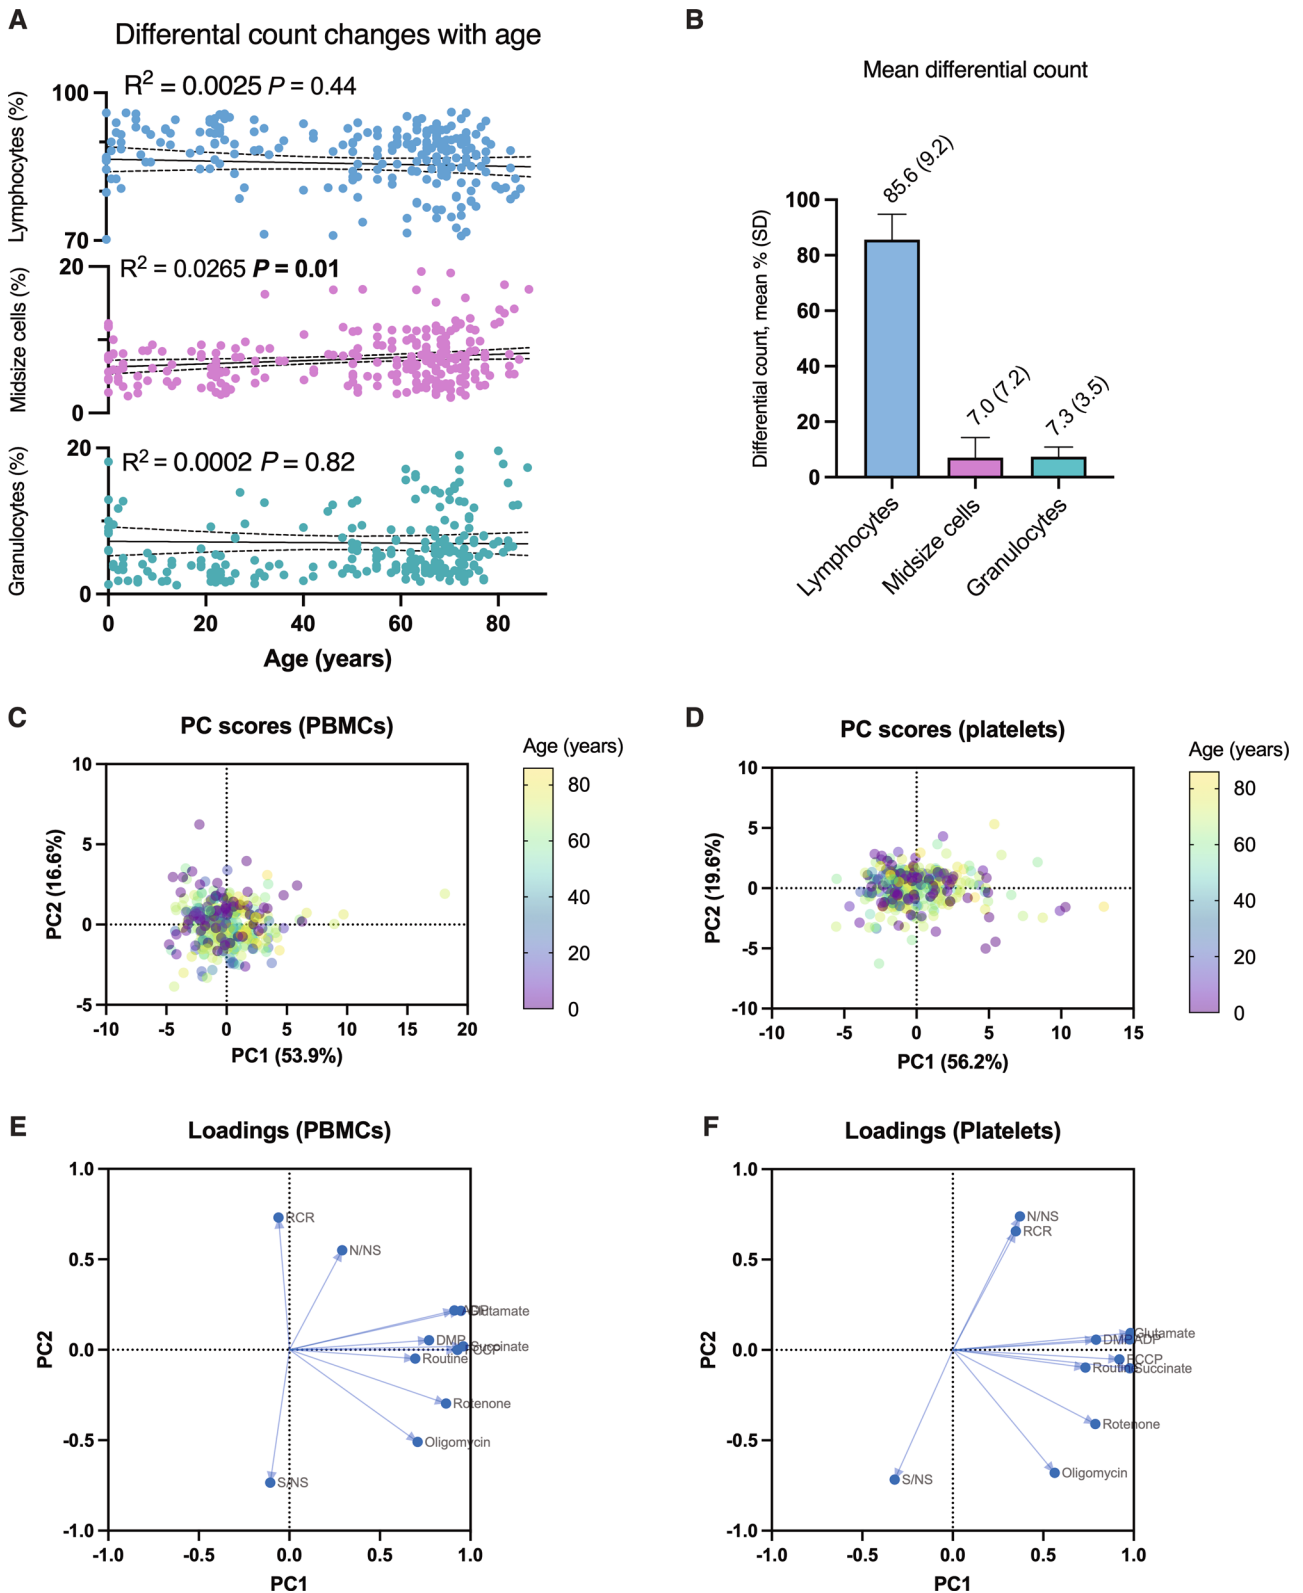 A
Differental count changes with age
R² = 0.0025 P = 0.44
100
70
Lymphocytes (%)
R² = 0.0265 P = 0.01
20
0
Midsize cells (%)
R² = 0.0002 P = 0.82
20
0
Granulocytes (%)
0 20 40 60 80
Age (years)
B
Mean differential count
85.6 (9.2)
7.0 (7.2)
7.3 (3.5)
100
80
60
40
20
0
Differential count, mean % (SD)
Lymphocytes
Midsize cells
Granulocytes
C
PC scores (PBMCs)
10
5
0
-5
PC2 (16.6%)
-10 -5 0 5 10 15 20
PC1 (53.9%)
Age (years)
80
60
40
20
0
D
PC scores (platelets)
10
5
0
-5
-10
PC2 (19.6%)
-10 -5 0 5 10 15
PC1 (56.2%)
Age (years)
80
60
40
20
0
E
Loadings (PBMCs)
1.0
0.5
0.0
-0.5
-1.0
PC2
RCR
N/NS
ADP
Glutamate
DMP
Succinate
FCCP
Routine
Rotenone
Oligomycin
S/NS
-1.0 -0.5 0.0 0.5 1.0
PC1
F
Loadings (Platelets)
1.0
0.5
0.0
-0.5
-1.0
PC2
N/NS
RCR
Glutamate
DMP
ADP
FCCP
Routine
Succinate
Rotenone
Oligomycin
S/NS
-1.0 -0.5 0.0 0.5 1.0
PC1